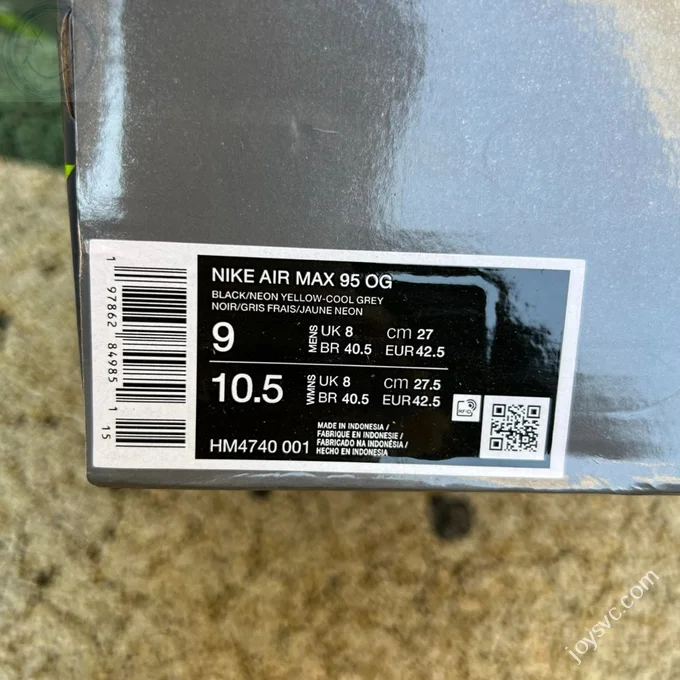 NIKE AIR MAX 95 OG
BLACK/NEON YELLOW-COOL GREY
NOIR/GRIS FRAIS/JAUNE NEON
9 MENS UK 8 cm 27
BR 40.5 EUR 42.5
10.5 WMNS UK 8 cm 27.5
BR 40.5 EUR 42.5
RFID
HM4740 001
MADE IN INDONESIA /
FABRIQUE EN INDONESIE /
FABRICADO NA INDONÉSIA /
HECHO EN INDONESIA
1 97862 84985 1 15
joysvc.com